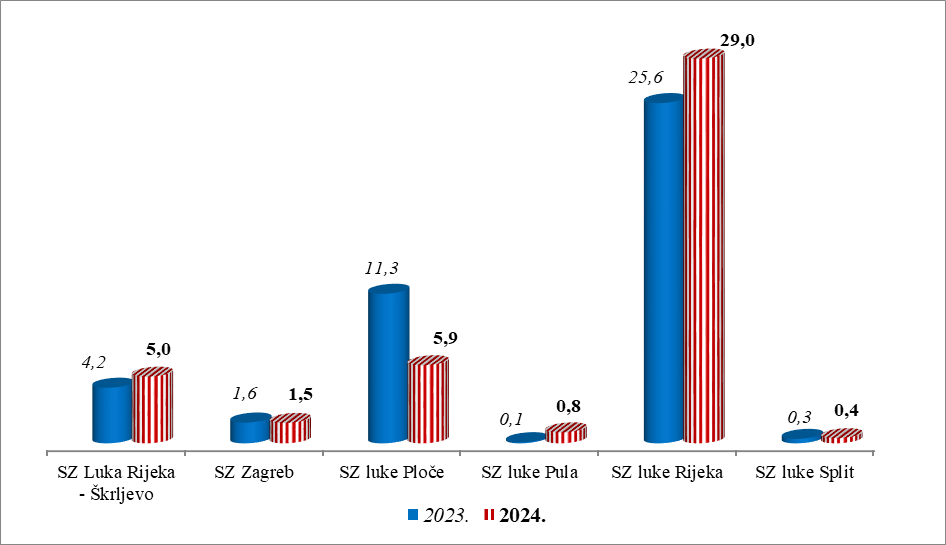 29,0
25,6
11,3
5,9
5,0
4,2
1,6
1,5
0,1
0,8
0,3
0,4
SZ Luka Rijeka
- Škrljevo
SZ Zagreb
SZ luke Ploče
SZ luke Pula
SZ luke Rijeka
SZ luke Split
2023.
2024.